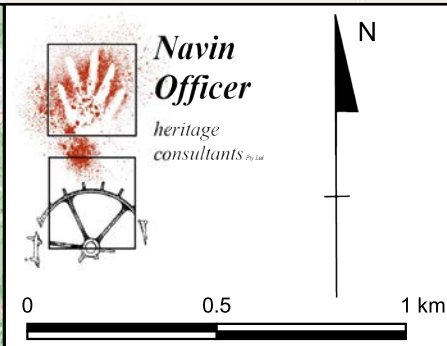 Navin
Officer
heritage
consultants Pty Ltd
N
0 0.5 1 km